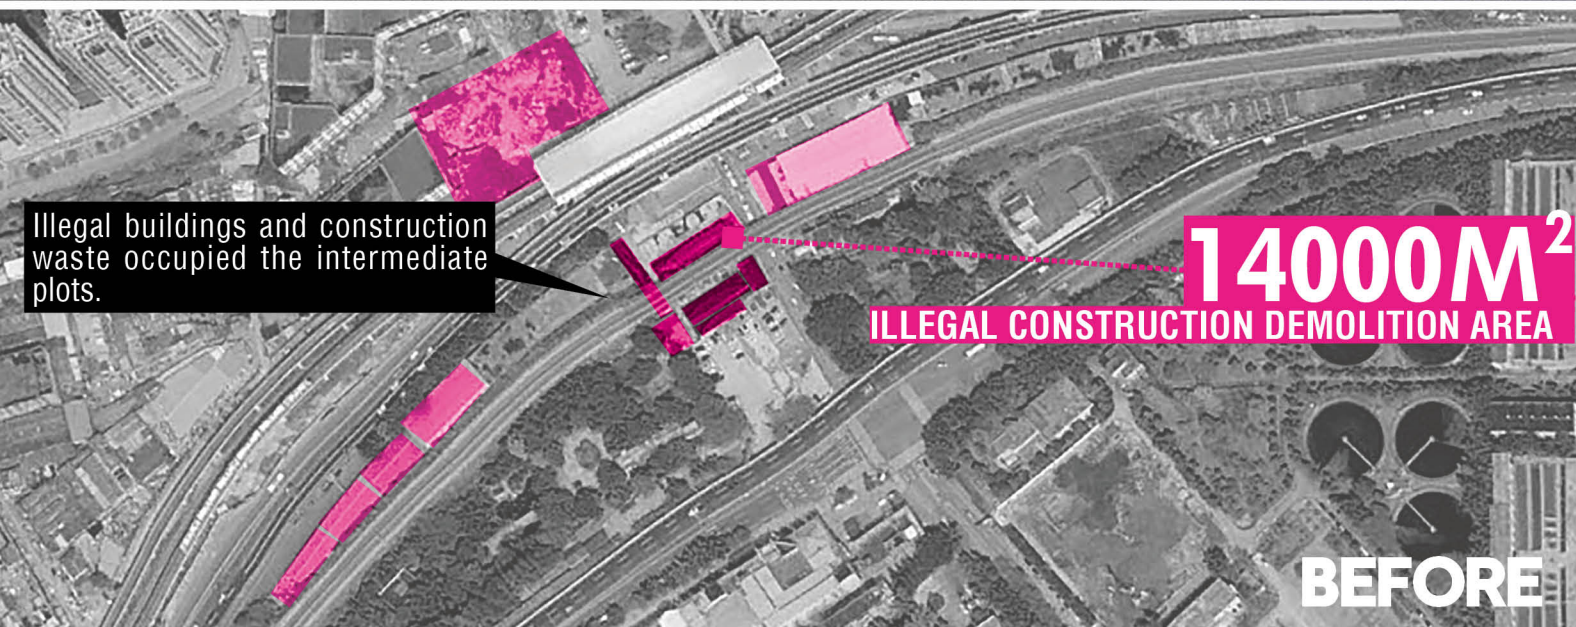 Illegal buildings and construction
waste occupied the intermediate
plots.
14000M²
ILLEGAL CONSTRUCTION DEMOLITION AREA
BEFORE